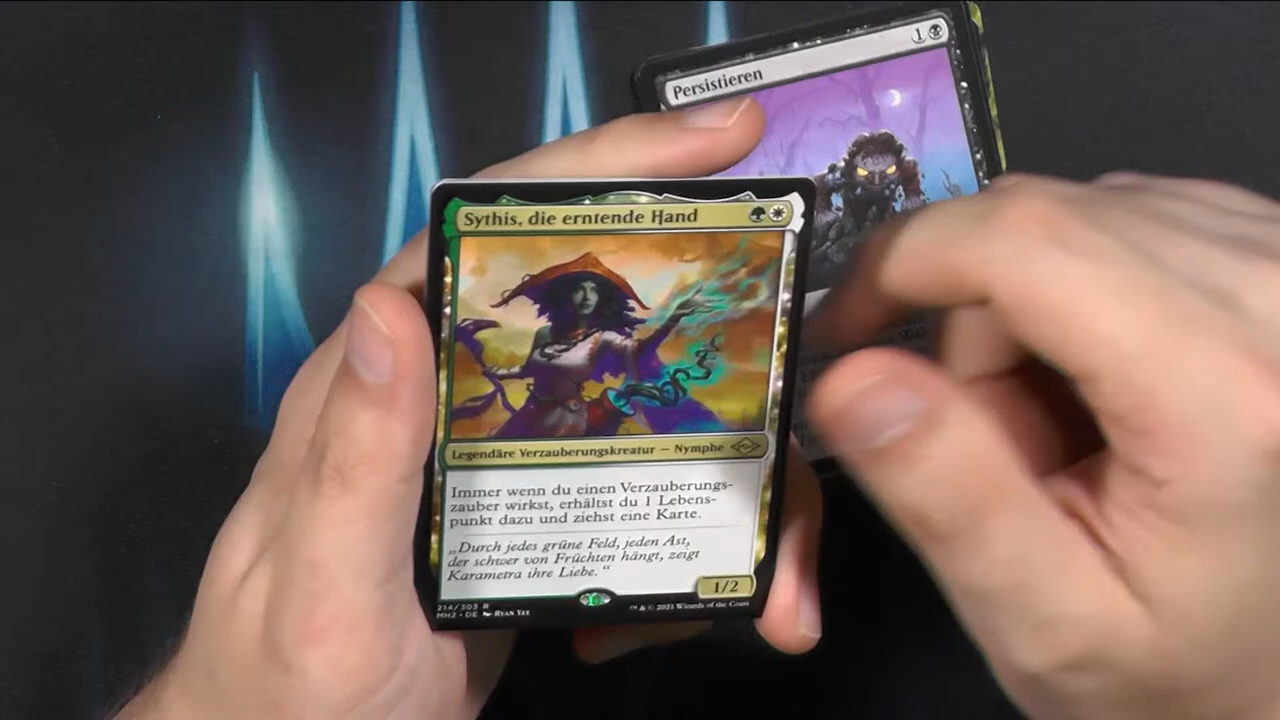 Persistieren
1
Sythis, die erntende Hand
Legendäre Verzauberungskreatur — Nymphe
Immer wenn du einen Verzauberungs-
zauber wirkst, erhältst du 1 Lebens-
punkt dazu und ziehst eine Karte.
„Durch jedes grüne Feld, jeden Ast,
der schwer von Früchten hängt, zeigt
Karametra ihre Liebe.“
1/2
214/303 R
MH2 • DE Ryan Yee
™ & © 2021 Wizards of the Coast